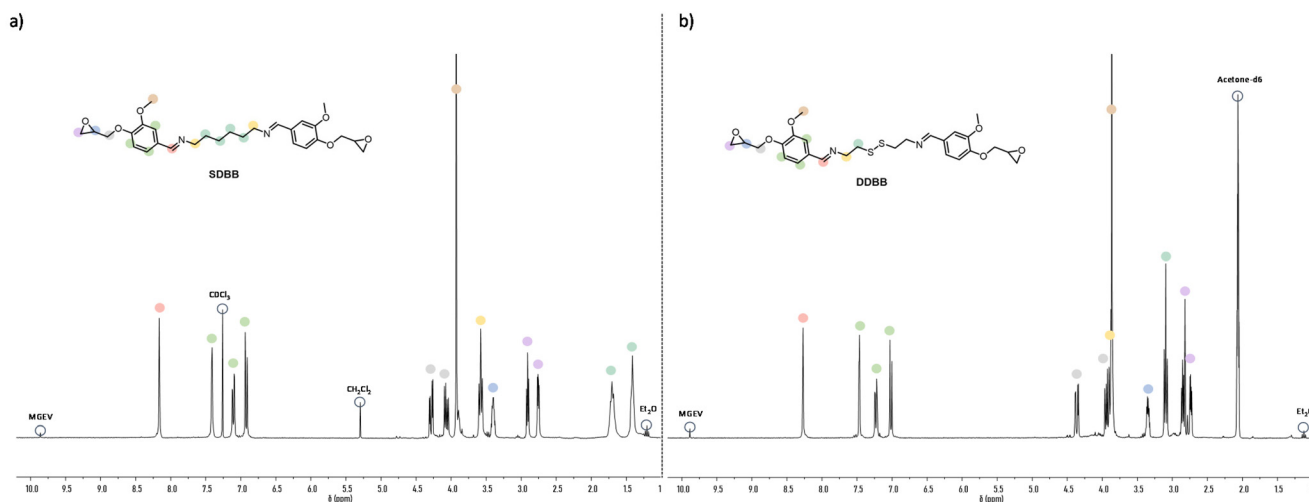 a)
O
O
O
N
N
O
O
O
SDBB
CDCl3
CH2Cl2
MGEV
Et2O
10.0 9.5 9.0 8.5 8.0 7.5 7.0 6.5 6.0 5.5 5.0 4.5 4.0 3.5 3.0 2.5 2.0 1.5 1
δ (ppm)
b)
O
O
O
N
S
S
N
O
O
O
DDBB
Acetone-d6
MGEV
10.0 9.5 9.0 8.5 8.0 7.5 7.0 6.5 6.0 5.5 5.0 4.5 4.0 3.5 3.0 2.5 2.0 1.5
δ (ppm)